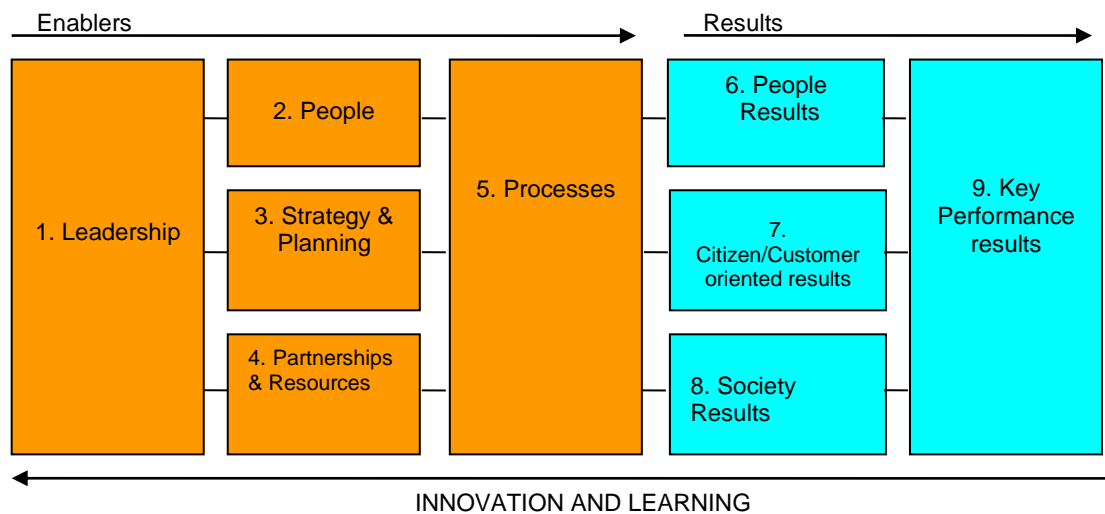 Enablers
Results
1. Leadership
2. People
3. Strategy &
Planning
4. Partnerships
& Resources
5. Processes
6. People
Results
7.
Citizen/Customer
oriented results
8. Society
Results
9. Key
Performance
results
INNOVATION AND LEARNING